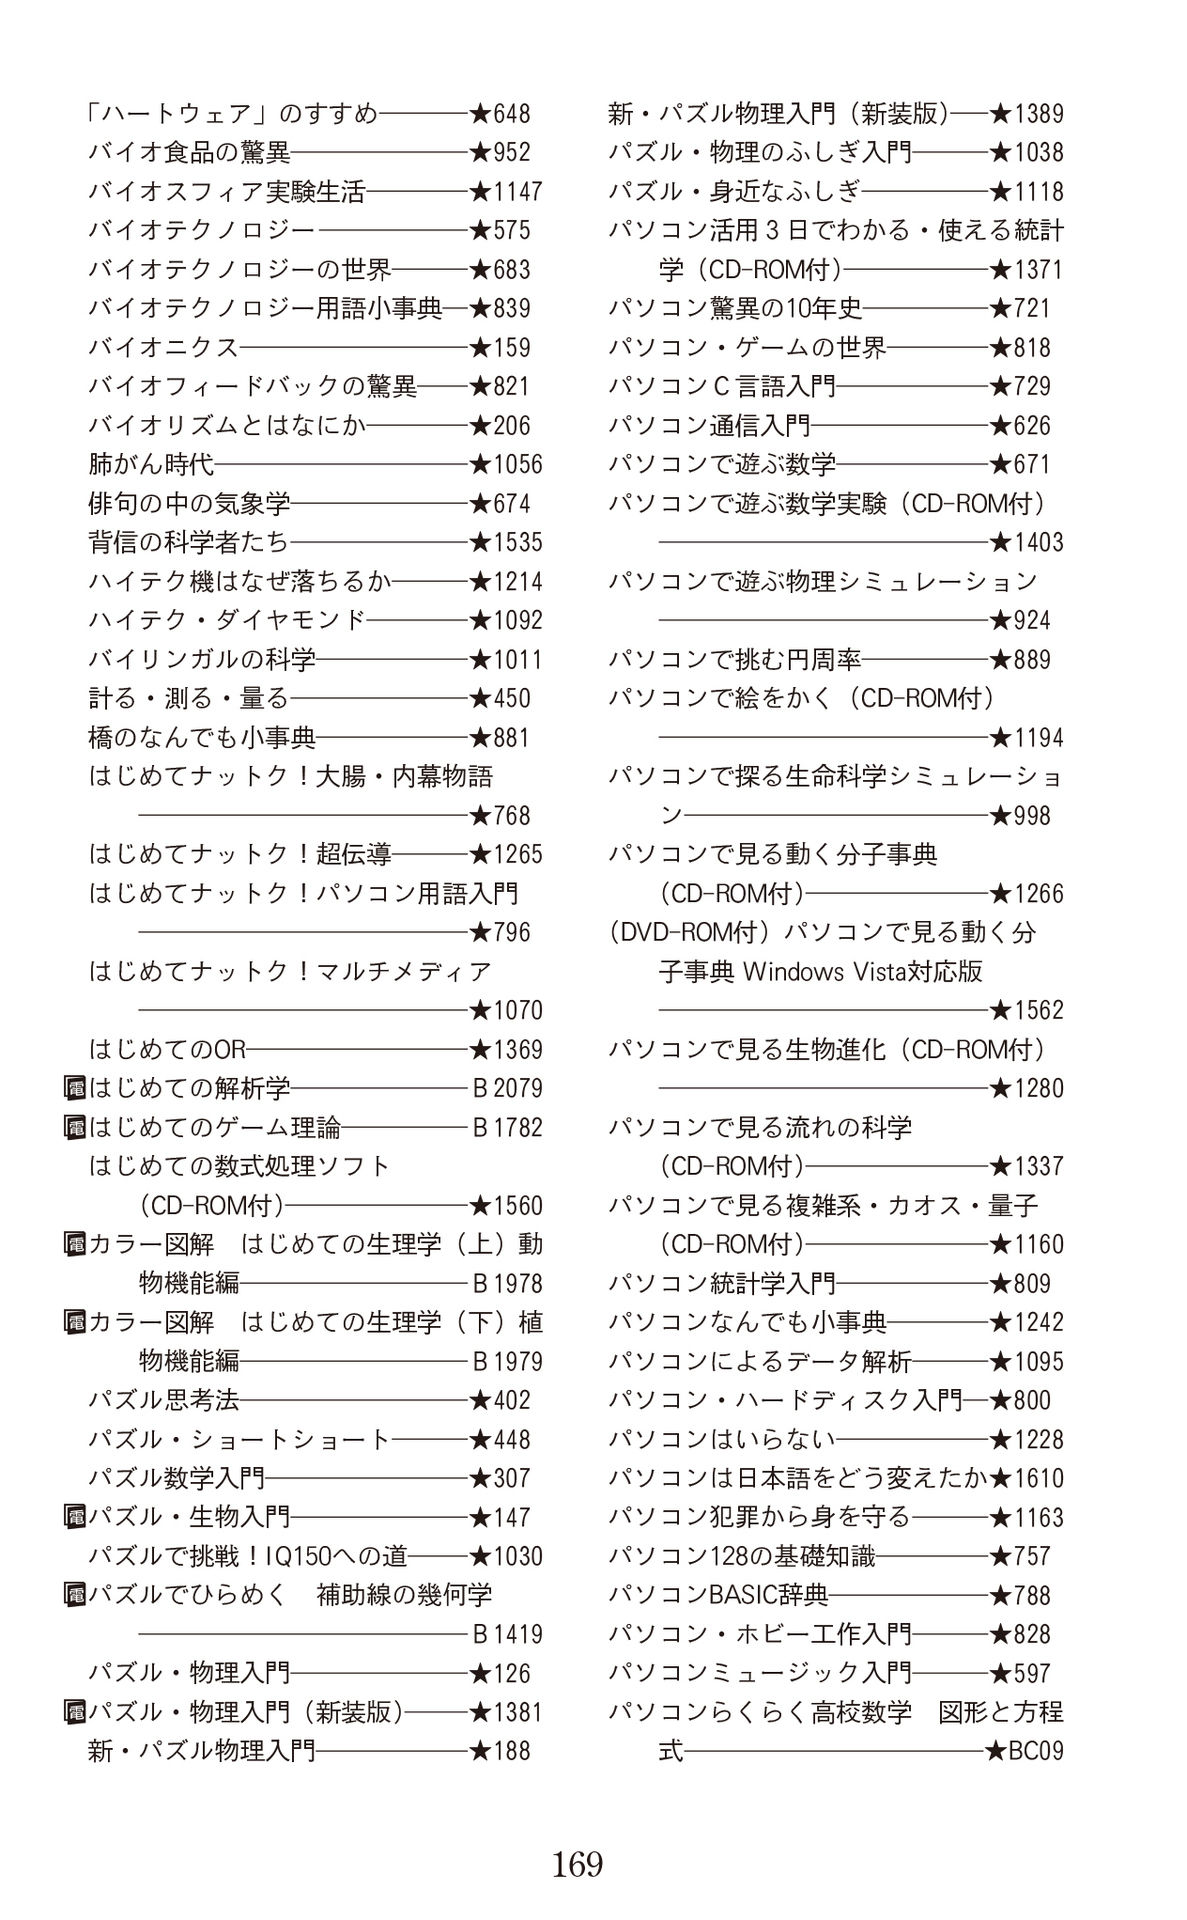 「ハートウェア」のすすめ――★648
バイオ食品の驚異――★952
バイオスフィア実験生活――★1147
バイオテクノロジー――★575
バイオテクノロジーの世界――★683
バイオテクノロジー用語小事典―★839
バイオニクス――★159
バイオフィードバックの驚異――★821
バイオリズムとはなにか――★206
肺がん時代――★1056
俳句の中の気象学――★674
背信の科学者たち――★1535
ハイテク機はなぜ落ちるか――★1214
ハイテク・ダイヤモンド――★1092
バイリンガルの科学――★1011
計る・測る・量る――★450
橋のなんでも小事典――★881
はじめてナットク！大腸・内幕物語
――★768
はじめてナットク！超伝導――★1265
はじめてナットク！パソコン用語入門
――★796
はじめてナットク！マルチメディア
――★1070
はじめてのOR――★1369
電はじめての解析学――B2079
電はじめてのゲーム理論――B1782
はじめての数式処理ソフト
（CD-ROM付）――★1560
電カラー図解　はじめての生理学（上）動
物機能編――B1978
電カラー図解　はじめての生理学（下）植
物機能編――B1979
パズル思考法――★402
パズル・ショートショート――★448
パズル数学入門――★307
電パズル・生物入門――★147
パズルで挑戦！IQ150への道――★1030
電パズルでひらめく　補助線の幾何学
――B1419
パズル・物理入門――★126
電パズル・物理入門（新装版）――★1381
新・パズル物理入門――★188
新・パズル物理入門（新装版）―★1389
パズル・物理のふしぎ入門――★1038
パズル・身近なふしぎ――★1118
パソコン活用3日でわかる・使える統計
学（CD-ROM付）――★1371
パソコン驚異の10年史――★721
パソコン・ゲームの世界――★818
パソコンC言語入門――★729
パソコン通信入門――★626
パソコンで遊ぶ数学――★671
パソコンで遊ぶ数学実験（CD-ROM付）
――★1403
パソコンで遊ぶ物理シミュレーション
――★924
パソコンで挑む円周率――★889
パソコンで絵をかく（CD-ROM付）
――★1194
パソコンで探る生命科学シミュレーショ
ン――★998
パソコンで見る動く分子事典
（CD-ROM付）――★1266
（DVD-ROM付）パソコンで見る動く分
子事典 Windows Vista対応版
――★1562
パソコンで見る生物進化（CD-ROM付）
――★1280
パソコンで見る流れの科学
（CD-ROM付）――★1337
パソコンで見る複雑系・カオス・量子
（CD-ROM付）――★1160
パソコン統計学入門――★809
パソコンなんでも小事典――★1242
パソコンによるデータ解析――★1095
パソコン・ハードディスク入門―★800
パソコンはいらない――★1228
パソコンは日本語をどう変えたか★1610
パソコン犯罪から身を守る――★1163
パソコン128の基礎知識――★757
パソコンBASIC辞典――★788
パソコン・ホビー工作入門――★828
パソコンミュージック入門――★597
パソコンらくらく高校数学　図形と方程
式――★BC09
169